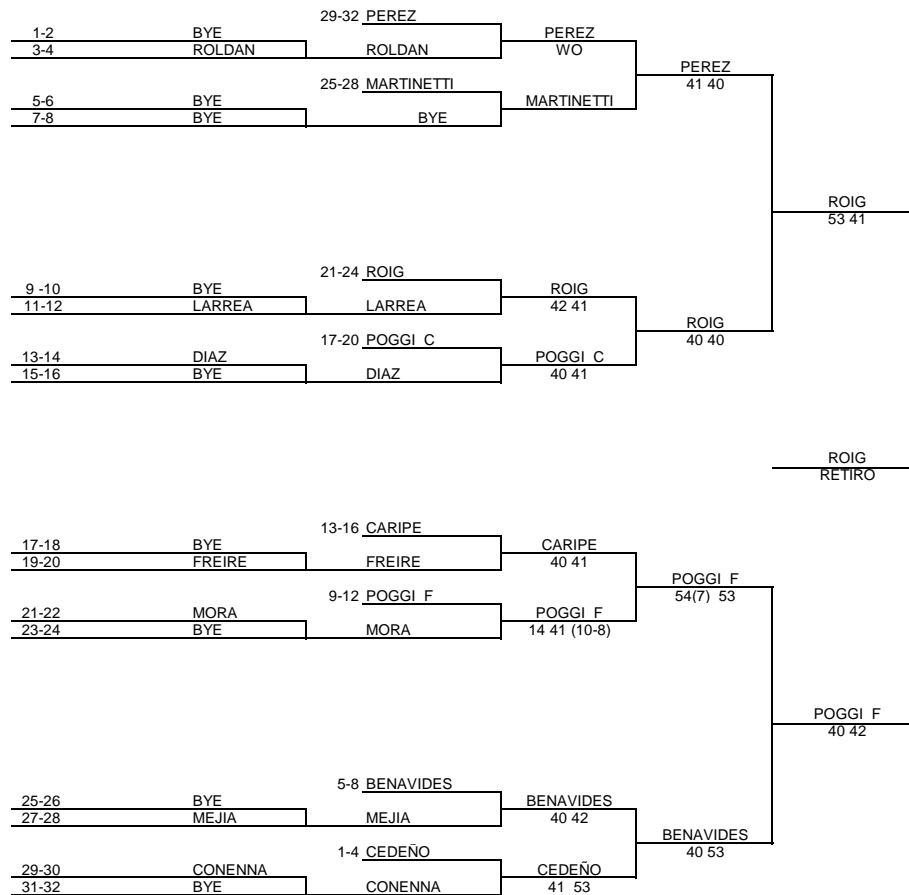 29-32 PEREZ
1-2 BYE PEREZ
3-4 ROLDAN ROLDAN WO
PEREZ
25-28 MARTINETTI 41 40
5-6 BYE MARTINETTI
7-8 BYE BYE
ROIG
53 41
21-24 ROIG
9 -10 BYE ROIG
11-12 LARREA LARREA 42 41
ROIG
17-20 POGGI C 40 40
13-14 DIAZ POGGI C
15-16 BYE DIAZ 40 41
ROIG
RETIRO
13-16 CARIPE
17-18 BYE CARIPE
19-20 FREIRE FREIRE 40 41
POGGI F
9-12 POGGI F 54(7) 53
21-22 MORA POGGI F
23-24 BYE MORA 14 41 (10-8)
POGGI F
40 42
5-8 BENAVIDES
25-26 BYE BENAVIDES
27-28 MEJIA MEJIA 40 42
BENAVIDES
1-4 CEDEÑO 40 53
29-30 CONENNA CEDEÑO
31-32 BYE CONENNA 41 53